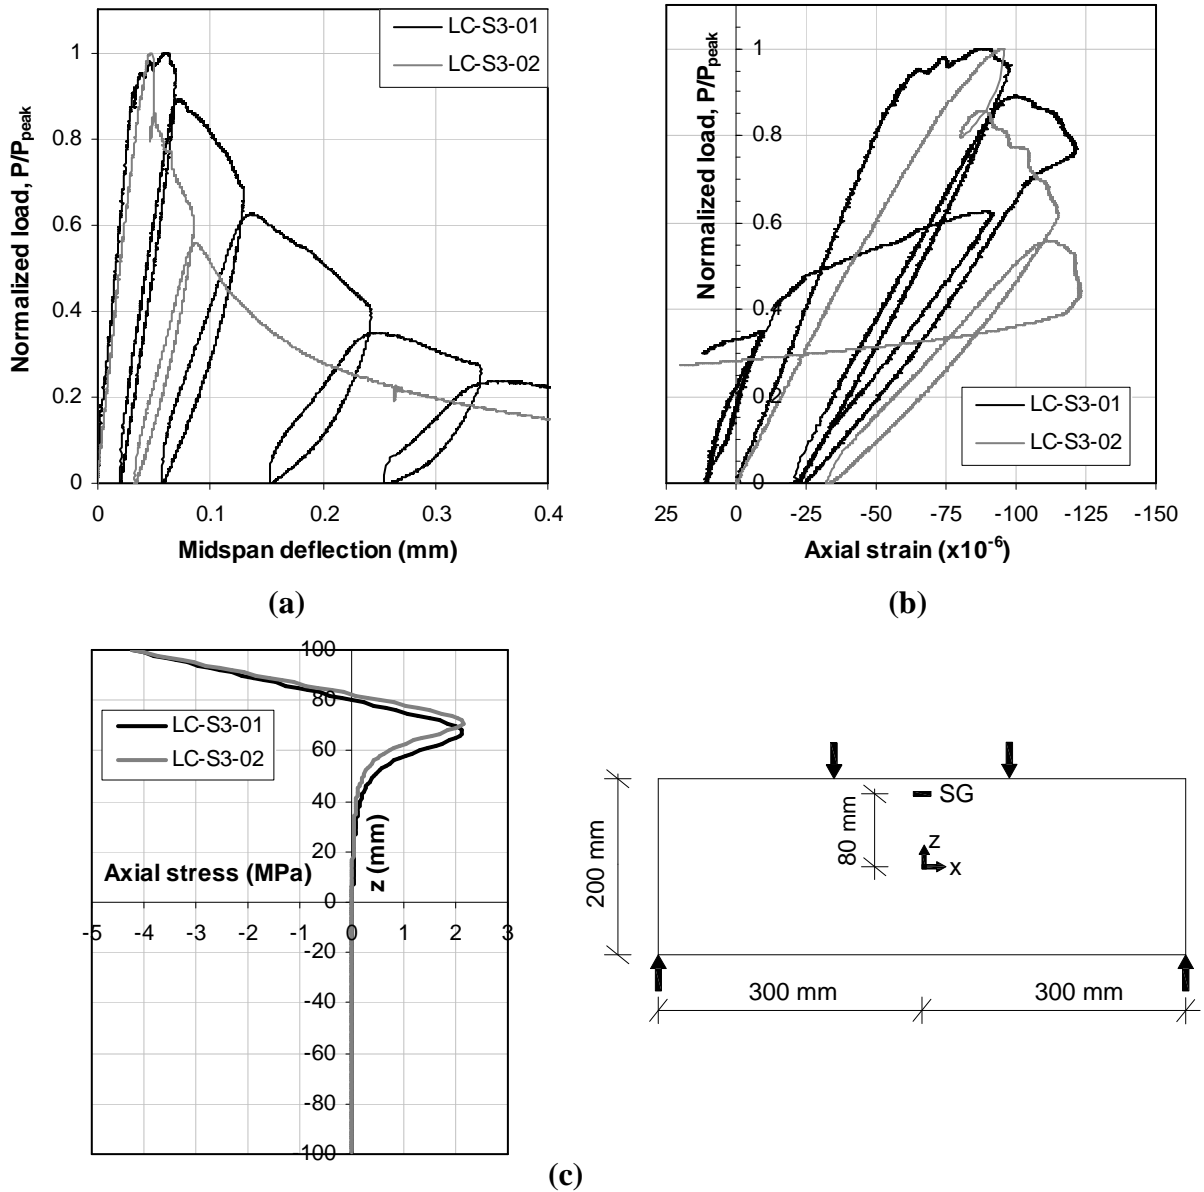 (a)
Normalized load, P/Ppeak
1
0.8
0.6
0.4
0.2
0
0 0.1 0.2 0.3 0.4
Midspan deflection (mm)
LC-S3-01
LC-S3-02
(a)
(b)
Normalized load, P/Ppeak
1
0.8
0.6
0.4
0.2
0
25 0 -25 -50 -75 -100 -125 -150
Axial strain (x10-6)
LC-S3-01
LC-S3-02
(b)
100
80
60
40
20
0
-20
-40
-60
-80
-100
LC-S3-01
LC-S3-02
Axial stress (MPa)
z (mm)
-5 -4 -3 -2 -1 0 1 2 3
SG
80 mm
z
x
200 mm
300 mm 300 mm
(c)